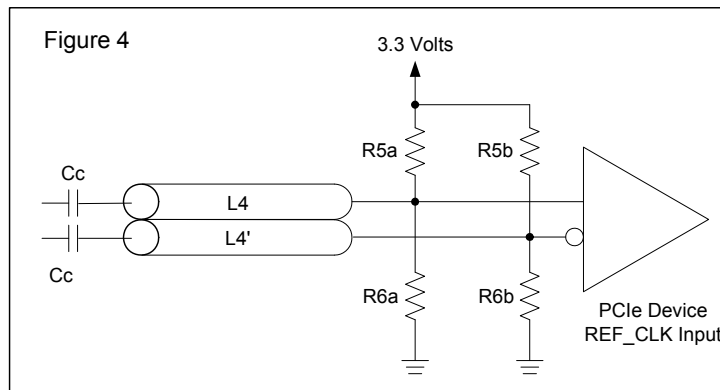 Figure 4
3.3 Volts
R5a
R5b
Cc
L4
L4'
Cc
R6a
R6b
PCIe Device
REF_CLK Input